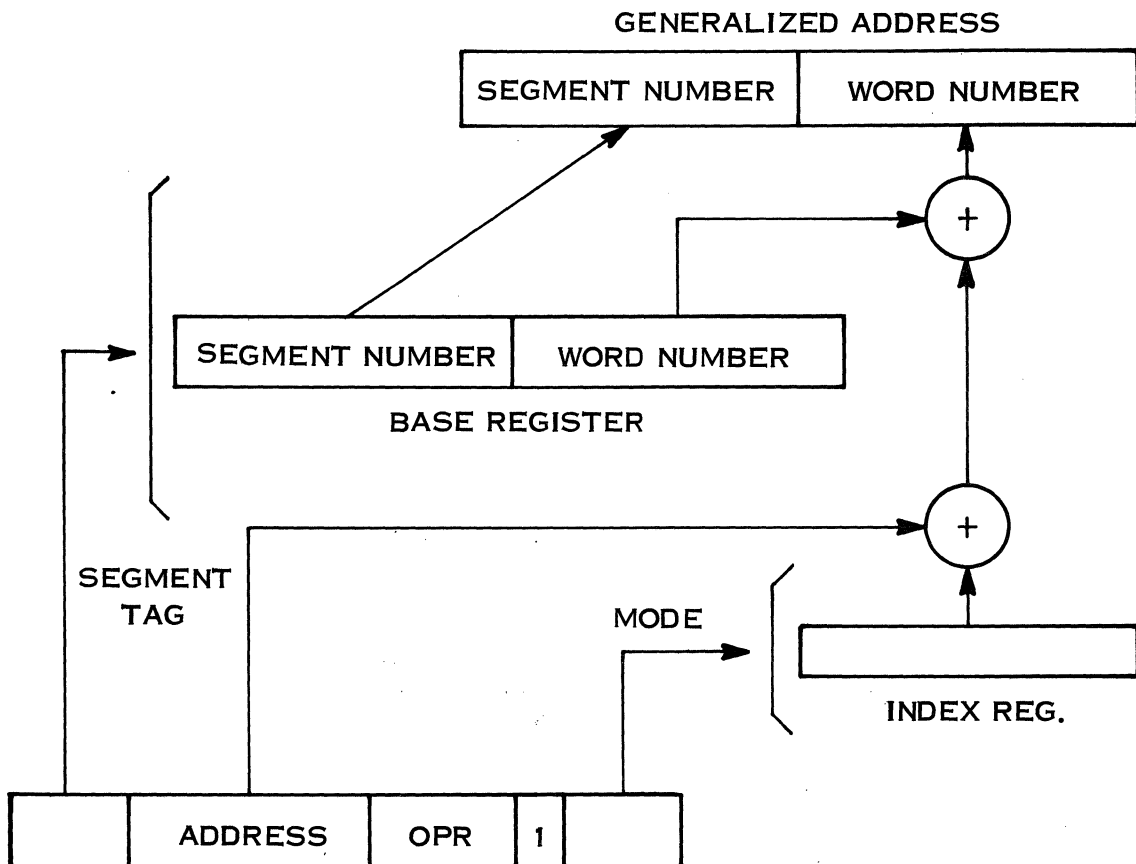 GENERALIZED ADDRESS
SEGMENT NUMBER
WORD NUMBER
+
SEGMENT NUMBER
WORD NUMBER
BASE REGISTER
+
SEGMENT
TAG
MODE
INDEX REG.
ADDRESS
OPR
1